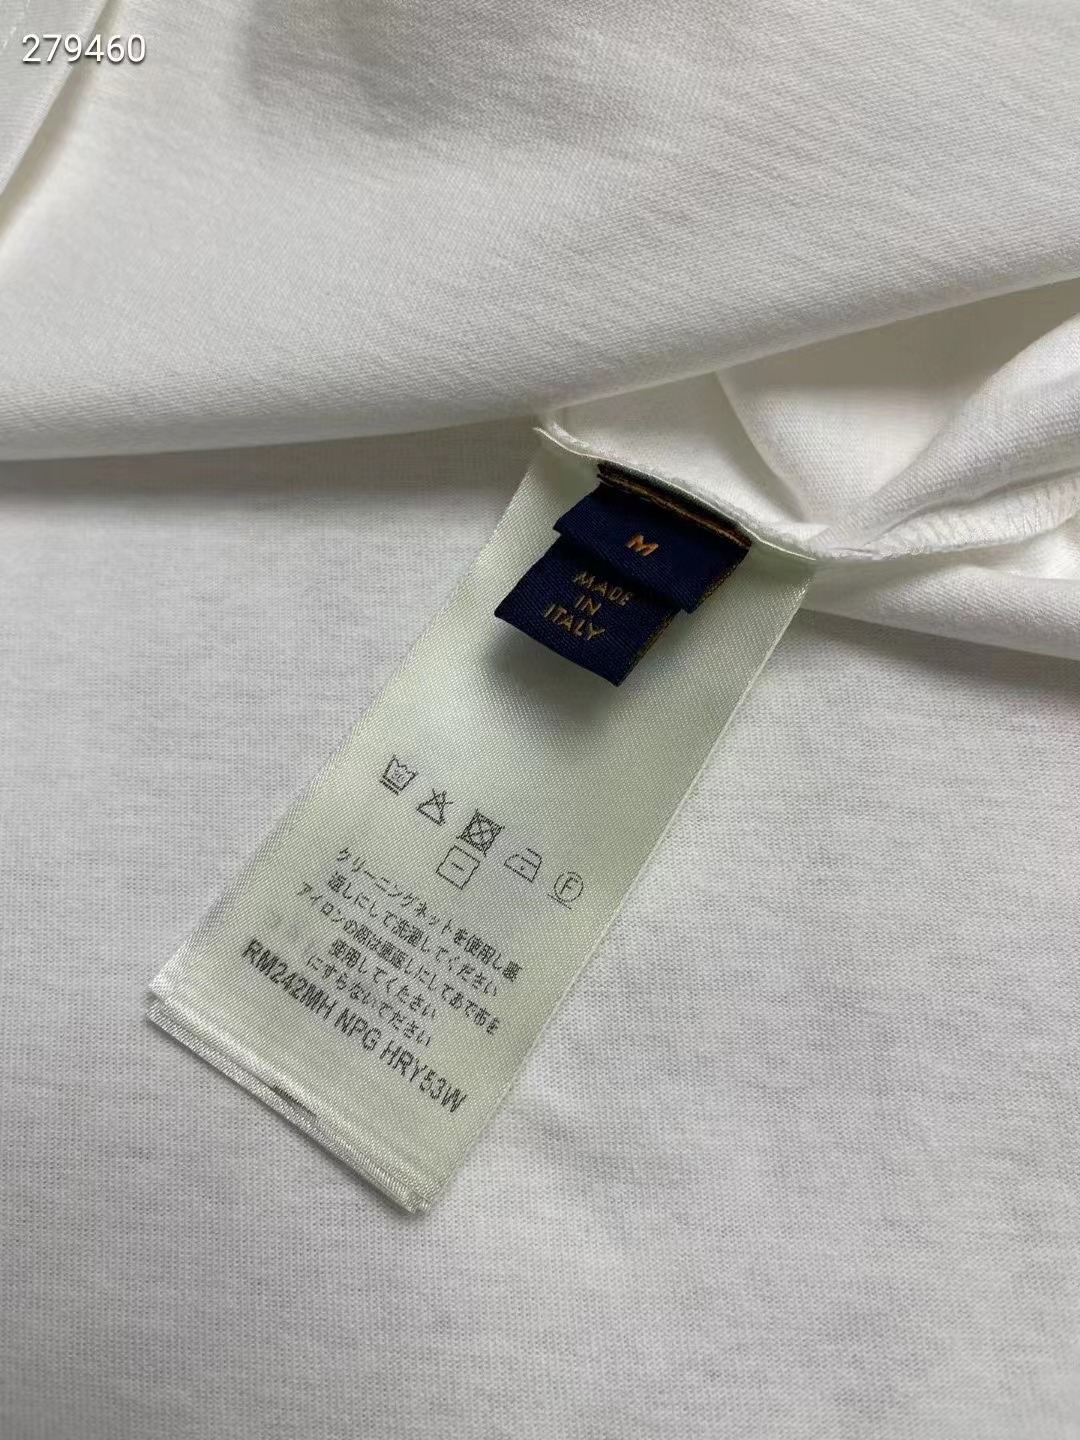 279460
M
MADE
IN
ITALY
F
クリーニングネットを使用し裏
返しにして洗濯してください
アイロンの際は裏返しにしてあて布を
使用してください
にすらないでださい
RM242MH NPG HRY53W